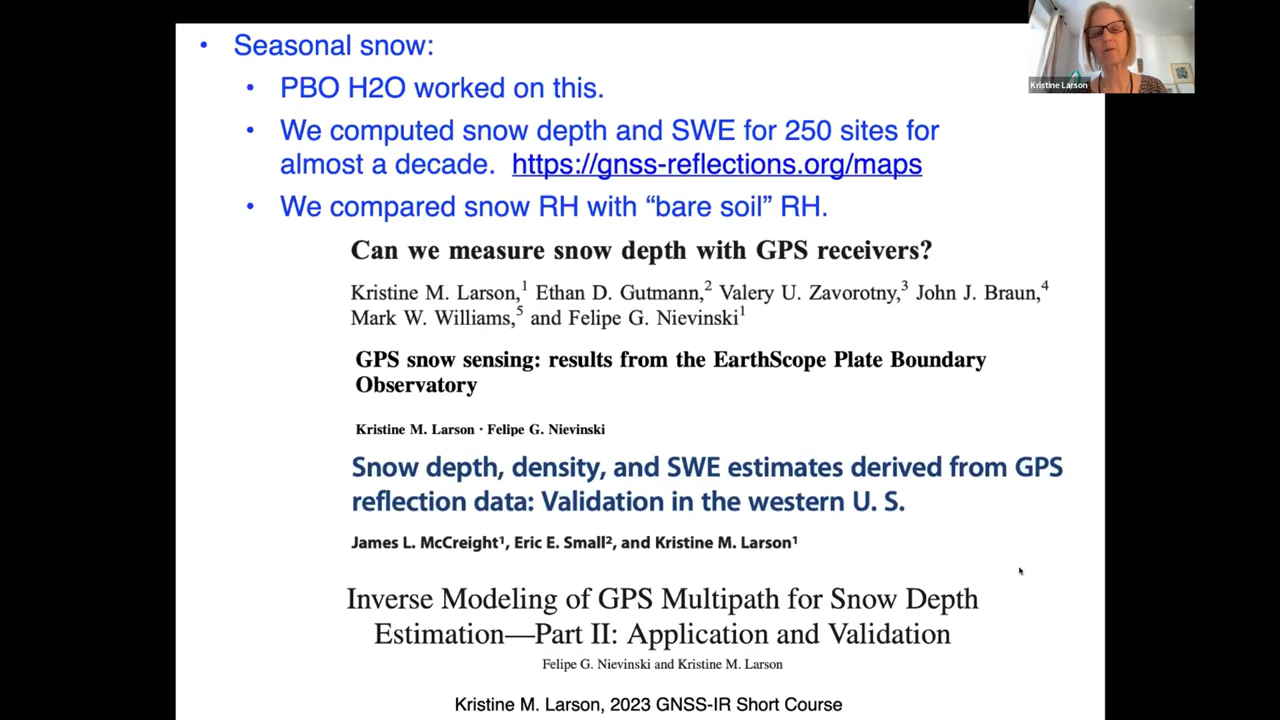 • Seasonal snow:
• PBO H2O worked on this.
• We computed snow depth and SWE for 250 sites for
almost a decade. https://gnss-reflections.org/maps
• We compared snow RH with “bare soil” RH.
Can we measure snow depth with GPS receivers?
Kristine M. Larson,1 Ethan D. Gutmann,2 Valery U. Zavorotny,3 John J. Braun,4
Mark W. Williams,5 and Felipe G. Nievinski1
GPS snow sensing: results from the EarthScope Plate Boundary
Observatory
Kristine M. Larson · Felipe G. Nievinski
Snow depth, density, and SWE estimates derived from GPS
reflection data: Validation in the western U. S.
James L. McCreight1, Eric E. Small2, and Kristine M. Larson1
Inverse Modeling of GPS Multipath for Snow Depth
Estimation—Part II: Application and Validation
Felipe G. Nievinski and Kristine M. Larson
Kristine M. Larson, 2023 GNSS-IR Short Course
Kristine Larson